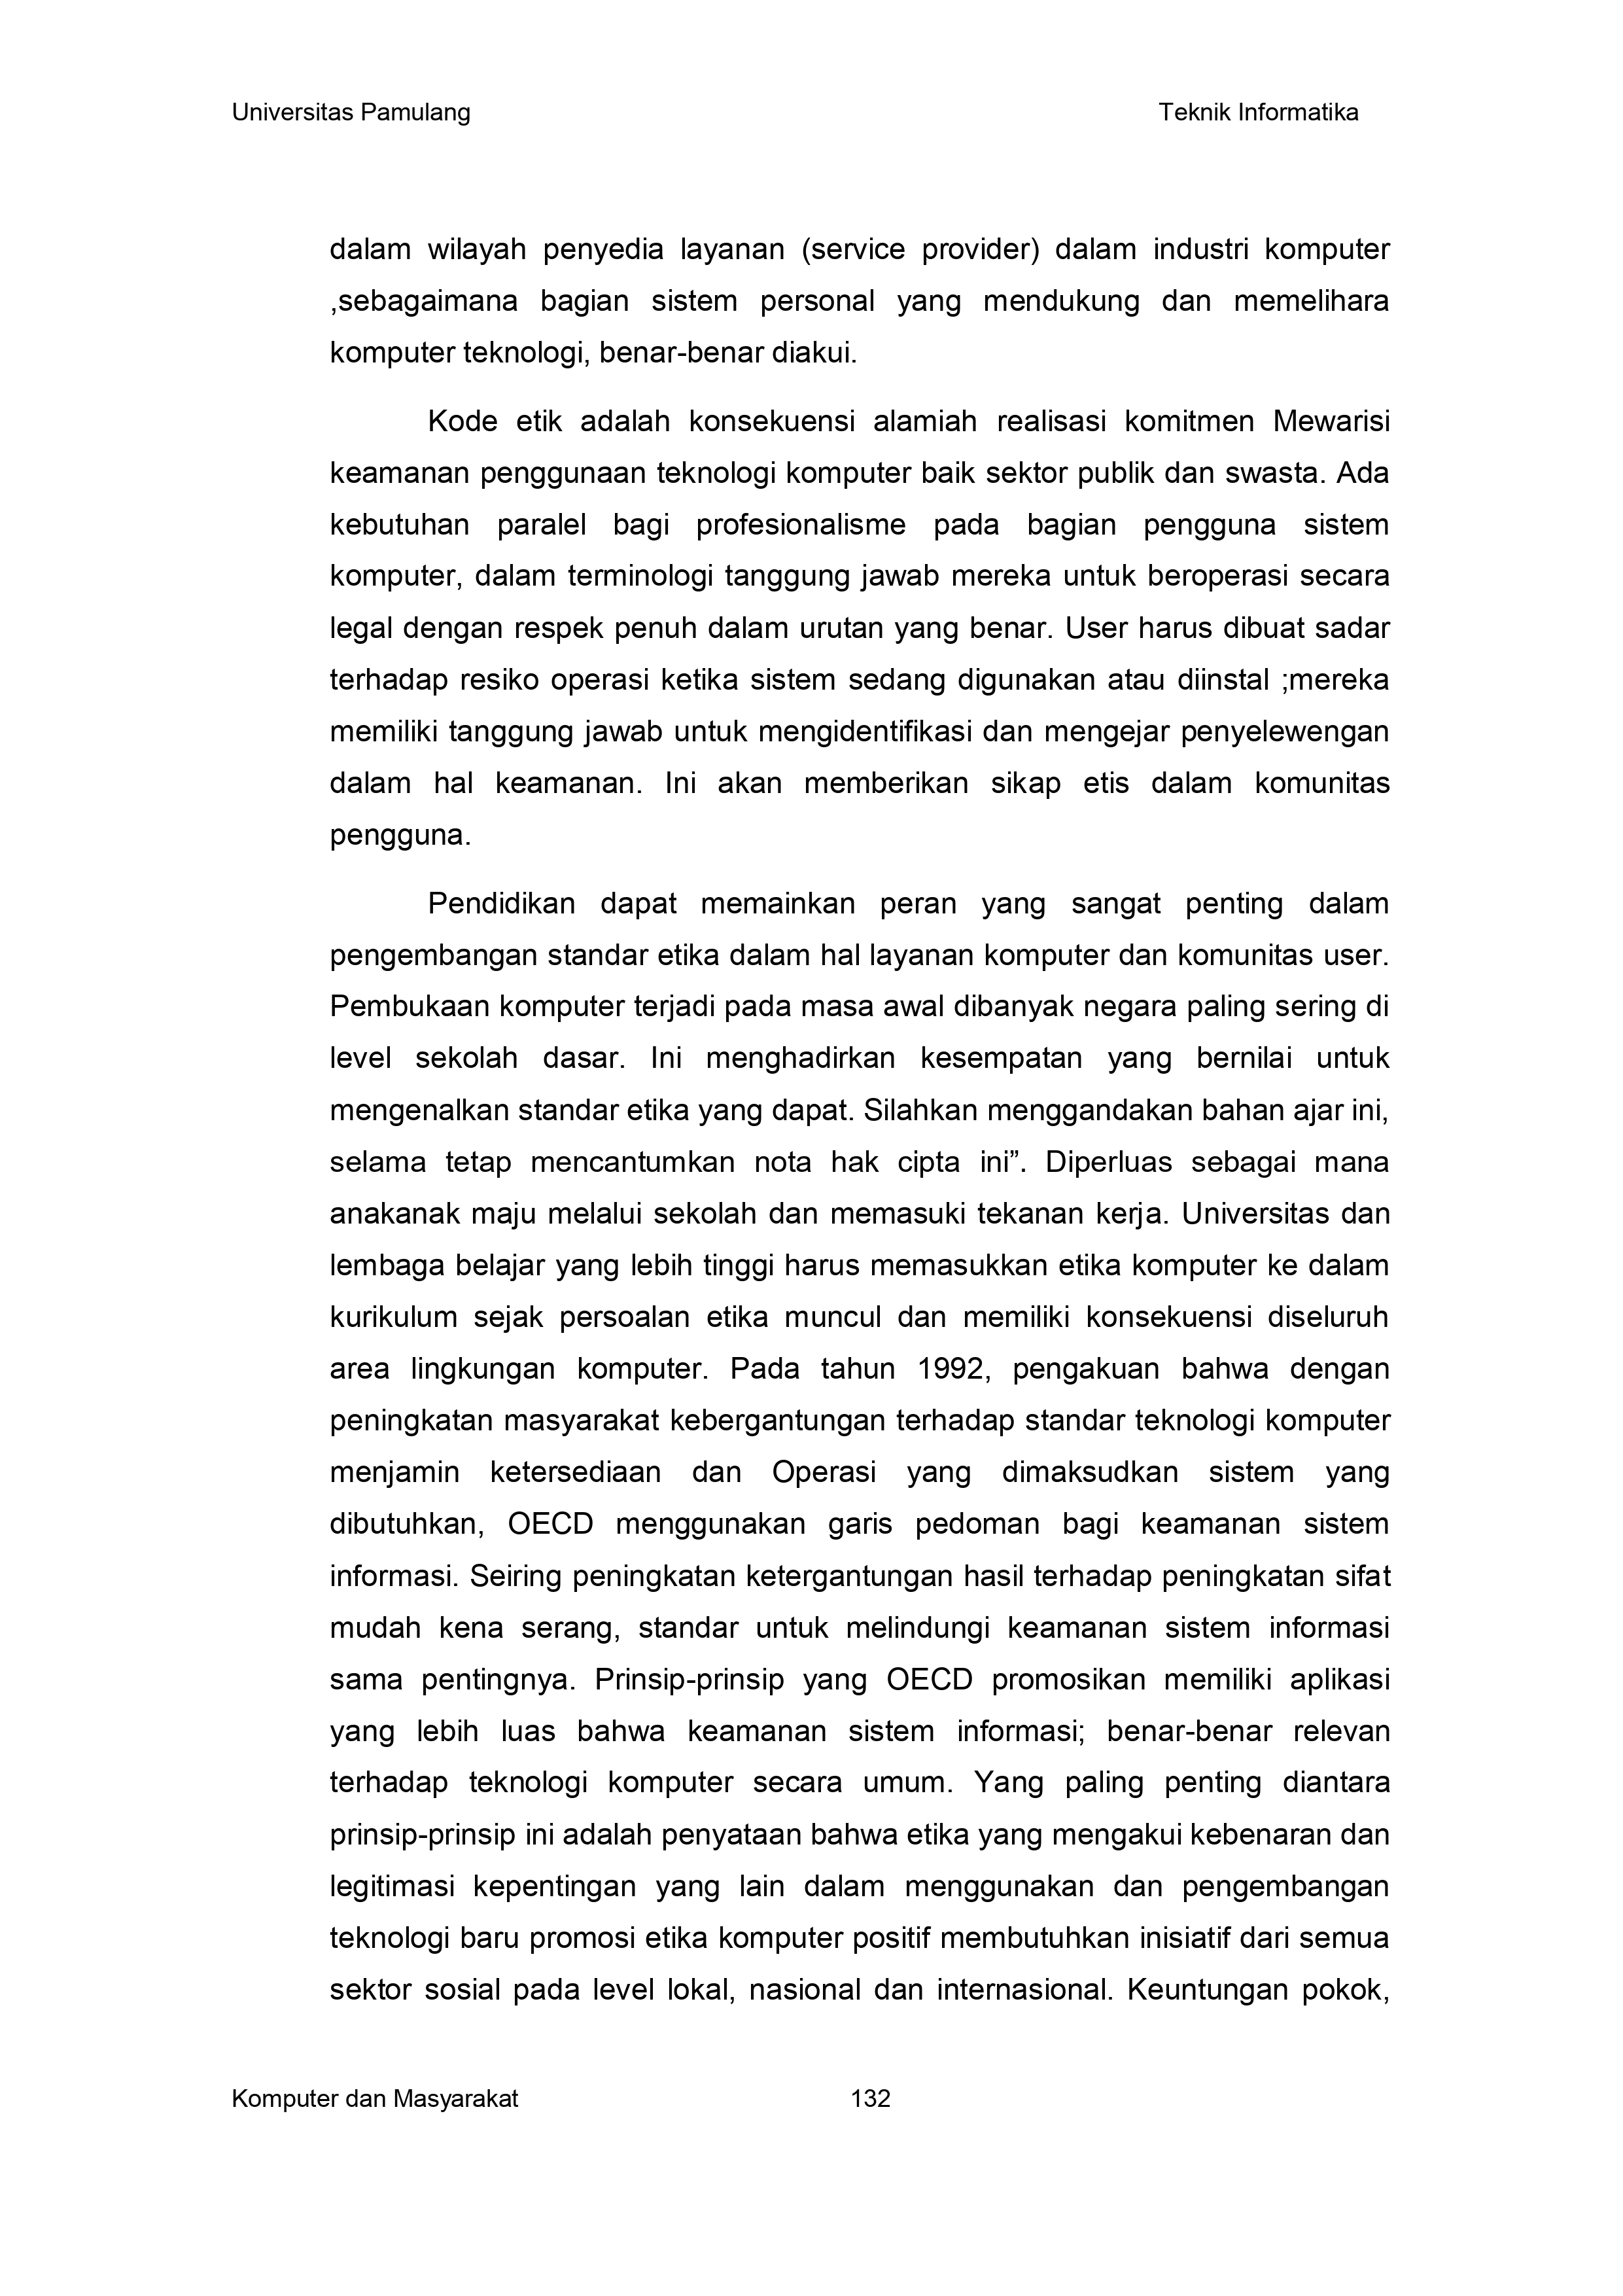 Universitas Pamulang Teknik Informatika
dalam wilayah penyedia layanan (service provider) dalam industri komputer
,sebagaimana bagian sistem personal yang mendukung dan memelihara
komputer teknologi, benar-benar diakui.
Kode etik adalah konsekuensi alamiah realisasi komitmen Mewarisi
keamanan penggunaan teknologi komputer baik sektor publik dan swasta. Ada
kebutuhan paralel bagi profesionalisme pada bagian pengguna sistem
komputer, dalam terminologi tanggung jawab mereka untuk beroperasi secara
legal dengan respek penuh dalam urutan yang benar. User harus dibuat sadar
terhadap resiko operasi ketika sistem sedang digunakan atau diinstal ;mereka
memiliki tanggung jawab untuk mengidentifikasi dan mengejar penyelewengan
dalam hal keamanan. Ini akan memberikan sikap etis dalam komunitas
pengguna.
Pendidikan dapat memainkan peran yang sangat penting dalam
pengembangan standar etika dalam hal layanan komputer dan komunitas user.
Pembukaan komputer terjadi pada masa awal dibanyak negara paling sering di
level sekolah dasar. Ini menghadirkan kesempatan yang bernilai untuk
mengenalkan standar etika yang dapat. Silahkan menggandakan bahan ajar ini,
selama tetap mencantumkan nota hak cipta ini”. Diperluas sebagai mana
anakanak maju melalui sekolah dan memasuki tekanan kerja. Universitas dan
lembaga belajar yang lebih tinggi harus memasukkan etika komputer ke dalam
kurikulum sejak persoalan etika muncul dan memiliki konsekuensi diseluruh
area lingkungan komputer. Pada tahun 1992, pengakuan bahwa dengan
peningkatan masyarakat kebergantungan terhadap standar teknologi komputer
menjamin ketersediaan dan Operasi yang dimaksudkan sistem yang
dibutuhkan, OECD menggunakan garis pedoman bagi keamanan sistem
informasi. Seiring peningkatan ketergantungan hasil terhadap peningkatan sifat
mudah kena serang, standar untuk melindungi keamanan sistem informasi
sama pentingnya. Prinsip-prinsip yang OECD promosikan memiliki aplikasi
yang lebih luas bahwa keamanan sistem informasi; benar-benar relevan
terhadap teknologi komputer secara umum. Yang paling penting diantara
prinsip-prinsip ini adalah penyataan bahwa etika yang mengakui kebenaran dan
legitimasi kepentingan yang lain dalam menggunakan dan pengembangan
teknologi baru promosi etika komputer positif membutuhkan inisiatif dari semua
sektor sosial pada level lokal, nasional dan internasional. Keuntungan pokok,
Komputer dan Masyarakat 132